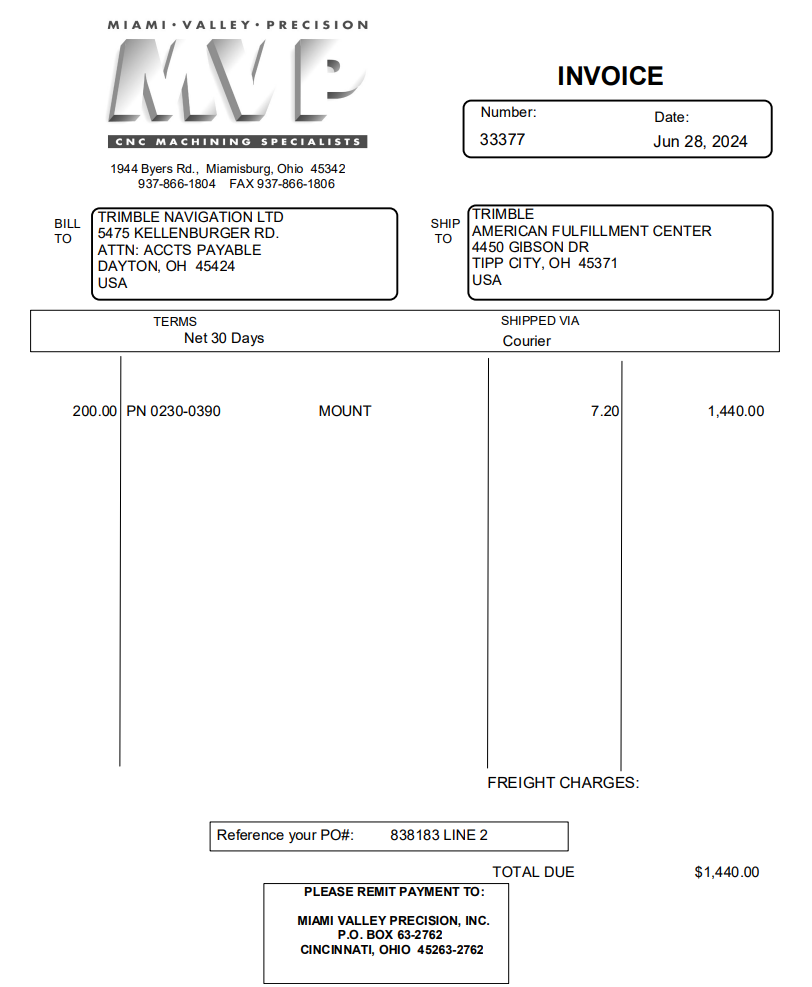 MIAMI · VALLEY · PRECISION
MVP
CNC MACHINING SPECIALISTS
1944 Byers Rd., Miamisburg, Ohio 45342
937-866-1804 FAX 937-866-1806
INVOICE
Number:
33377
Date:
Jun 28, 2024
BILL
TO
TRIMBLE NAVIGATION LTD
5475 KELLENBURGER RD.
ATTN: ACCTS PAYABLE
DAYTON, OH 45424
USA
SHIP
TO
TRIMBLE
AMERICAN FULFILLMENT CENTER
4450 GIBSON DR
TIPP CITY, OH 45371
USA
TERMS
Net 30 Days
SHIPPED VIA
Courier
200.00 PN 0230-0390 MOUNT 7.20 1,440.00
FREIGHT CHARGES:
Reference your PO#: 838183 LINE 2
TOTAL DUE $1,440.00
PLEASE REMIT PAYMENT TO:
MIAMI VALLEY PRECISION, INC.
P.O. BOX 63-2762
CINCINNATI, OHIO 45263-2762